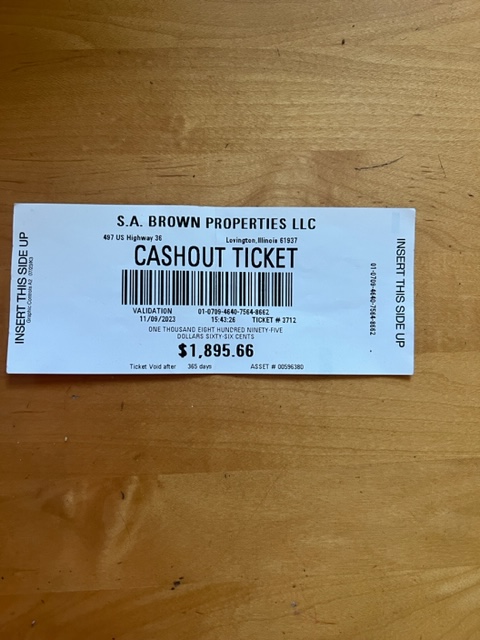 S.A. BROWN PROPERTIES LLC
497 US Highway 36 Lovington, Illinois 61937
CASHOUT TICKET
VALIDATION 01-0709-4640-7564-8662
11/09/2023 15:43:26 TICKET # 3712
ONE THOUSAND EIGHT HUNDRED NINETY-FIVE
DOLLARS SIXTY-SIX CENTS
$1,895.66
Ticket Void after 365 days ASSET # 00596380
INSERT THIS SIDE UP
01-0709-4640-7564-8662
INSERT THIS SIDE UP